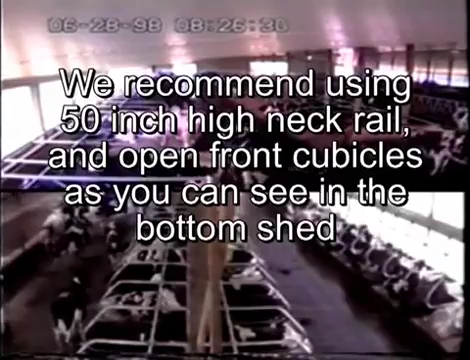 06-28-98 08:26:30
We recommend using
50 inch high neck rail,
and open front cubicles
as you can see in the
bottom shed